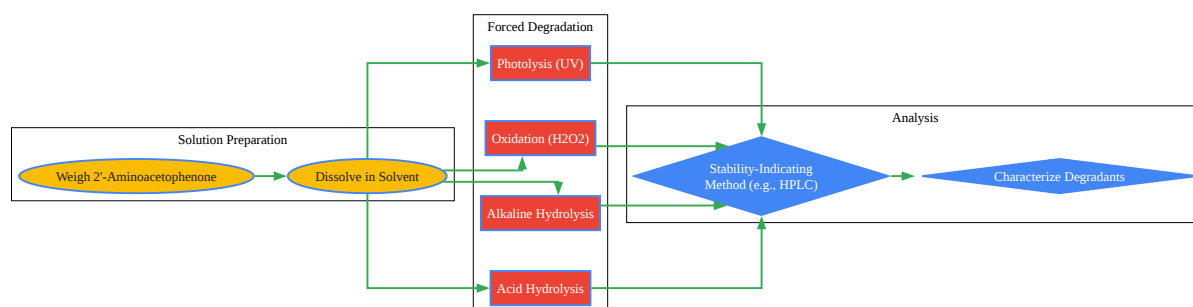 Solution Preparation
Weigh 2'-Aminoacetophenone
Dissolve in Solvent
Forced Degradation
Photolysis (UV)
Oxidation (H2O2)
Alkaline Hydrolysis
Acid Hydrolysis
Analysis
Stability-Indicating
Method (e.g., HPLC)
Characterize Degradants